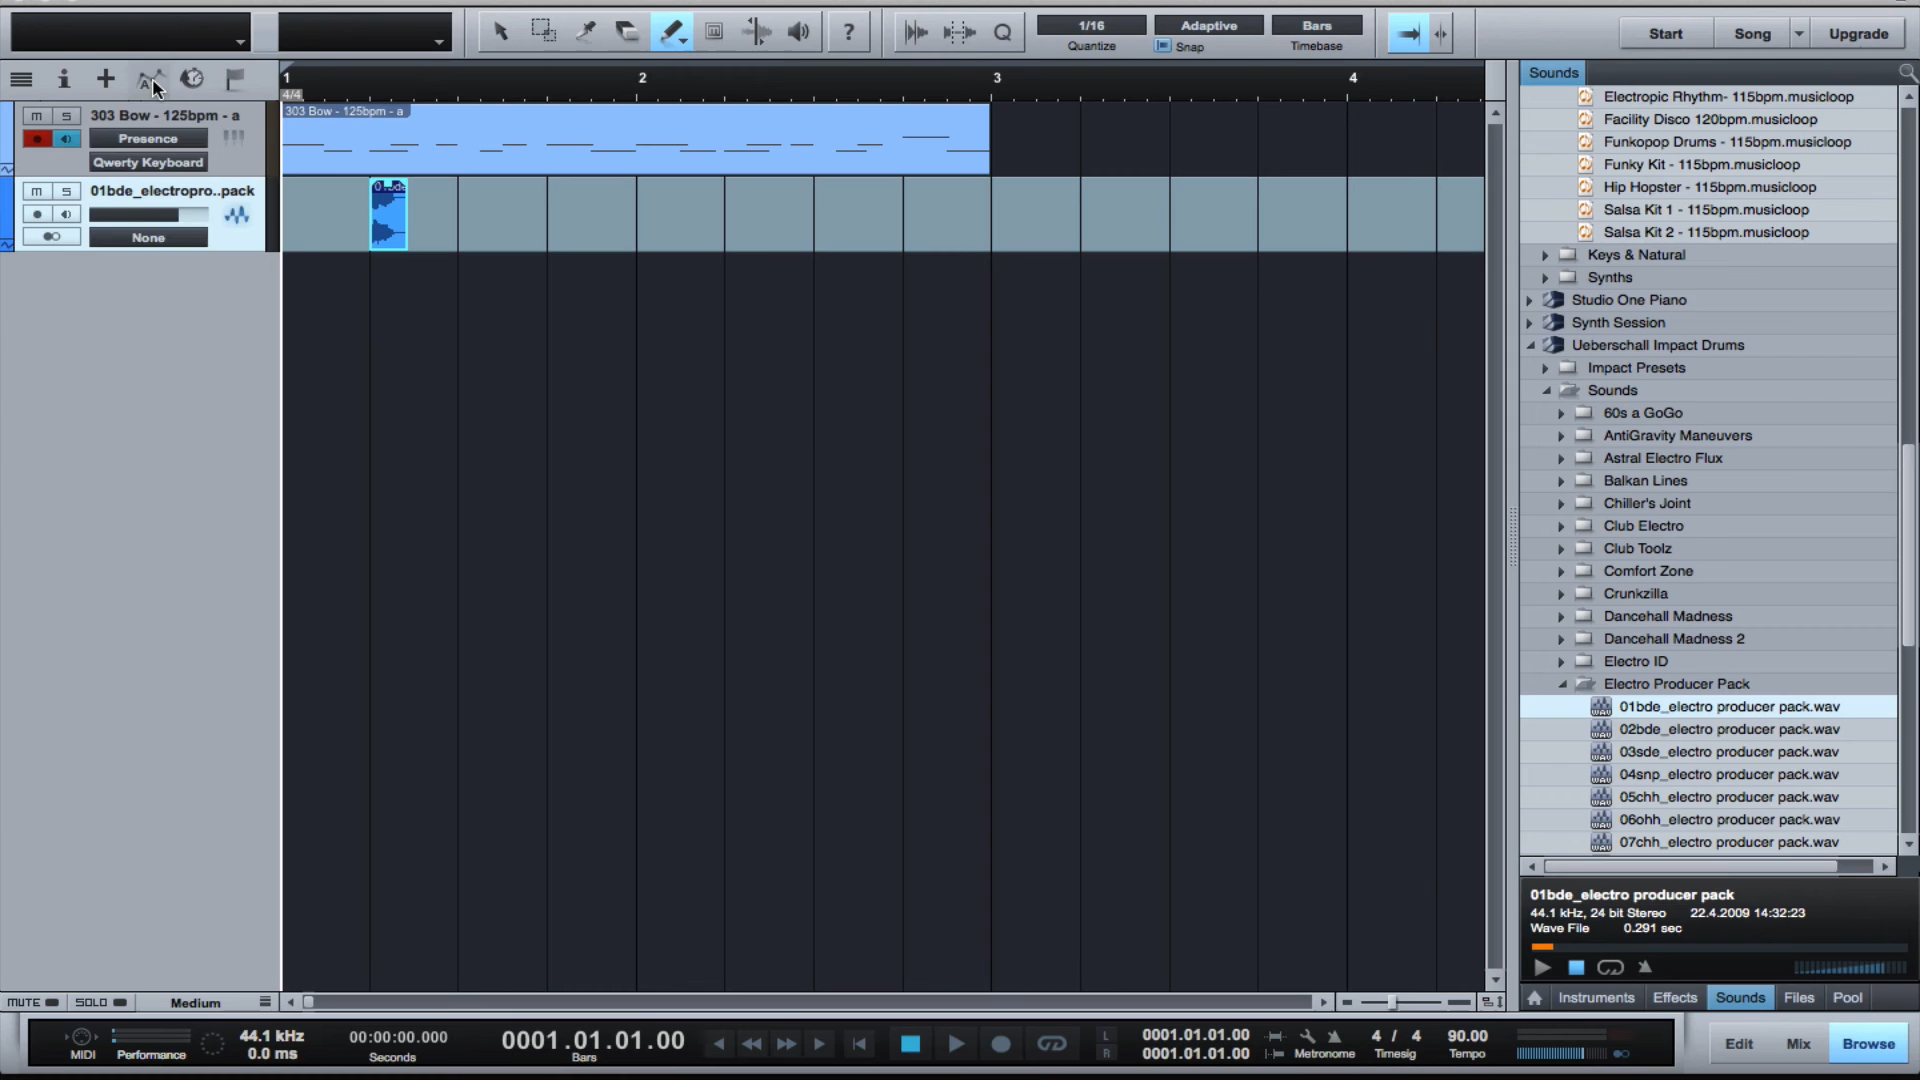 1/16
Quantize
Adaptive
Snap
Bars
Timebase
?
Q
Start
Song
Upgrade
i
A
1
2
3
4
4/4
Sounds
m S
303 Bow - 125bpm - a
Presence
Qwerty Keyboard
303 Bow - 125bpm - a
m S
01bde_electropro..pack
None
Electropic Rhythm- 115bpm.musicloop
Facility Disco 120bpm.musicloop
Funkopop Drums - 115bpm.musicloop
Funky Kit - 115bpm.musicloop
Hip Hopster - 115bpm.musicloop
Salsa Kit 1 - 115bpm.musicloop
Salsa Kit 2 - 115bpm.musicloop
Keys & Natural
Synths
Studio One Piano
Synth Session
Ueberschall Impact Drums
Impact Presets
Sounds
60s a GoGo
AntiGravity Maneuvers
Astral Electro Flux
Balkan Lines
Chiller's Joint
Club Electro
Club Toolz
Comfort Zone
Crunkzilla
Dancehall Madness
Dancehall Madness 2
Electro ID
Electro Producer Pack
01bde_electro producer pack.wav
02bde_electro producer pack.wav
03sde_electro producer pack.wav
04snp_electro producer pack.wav
05chh_electro producer pack.wav
06ohh_electro producer pack.wav
07chh_electro producer pack.wav
01bde_electro producer pack
44.1 kHz, 24 bit Stereo 22.4.2009 14:32:23
Wave File 0.291 sec
Instruments Effects Sounds Files Pool
MUTE SOLO Medium
MIDI
Performance
44.1 kHz
0.0 ms
00:00:00.000
Seconds
0001.01.01.00
Bars
L
R
0001.01.01.00
0001.01.01.00
Metronome
4 / 4
Timesig
90.00
Tempo
Edit
Mix
Browse